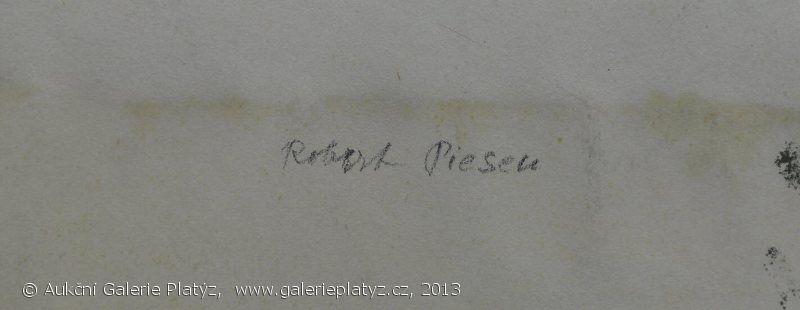 Robert Piesen
© Aukční Galerie Platýz, www.galerieplatyz.cz, 2013